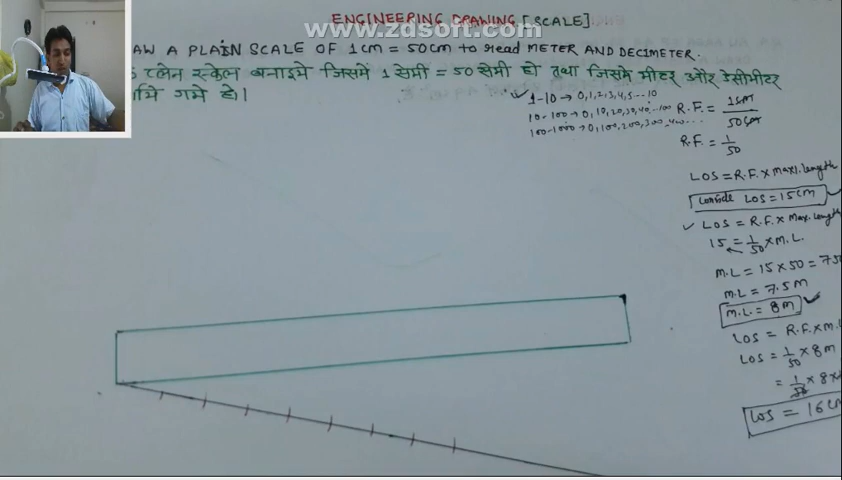 ENGINEERING DRAWING [SCALE]
www.zdsoft.com
AW A PLAIN SCALE OF 1CM = 50CM to read METER AND DECIMETER.
प्लेन स्केल बनाइये जिसमे 1 सेमी = 50 सेमी हो तथा जिसमे मीटर और डेसीमीटर
गये हे।
1-10 → 0,1,2,3,4,5...10
10-100 → 0,10,20,30,40,..100
100-1000 → 0,100,200,300,400...
R.F. = 1cm / 50cm
R.F. = 1/50
LOS = R.F. x Maxi. length
LOS = 15cm
✓ LOS = R.F. x Max. length
15 = 1/50 x M.L.
M.L = 15 x 50 = 750
M.L = 7.5M
M.L. = 8M ✓
LOS = R.F. x M.L
LOS = 1/50 x 8M
LOS = 16CM